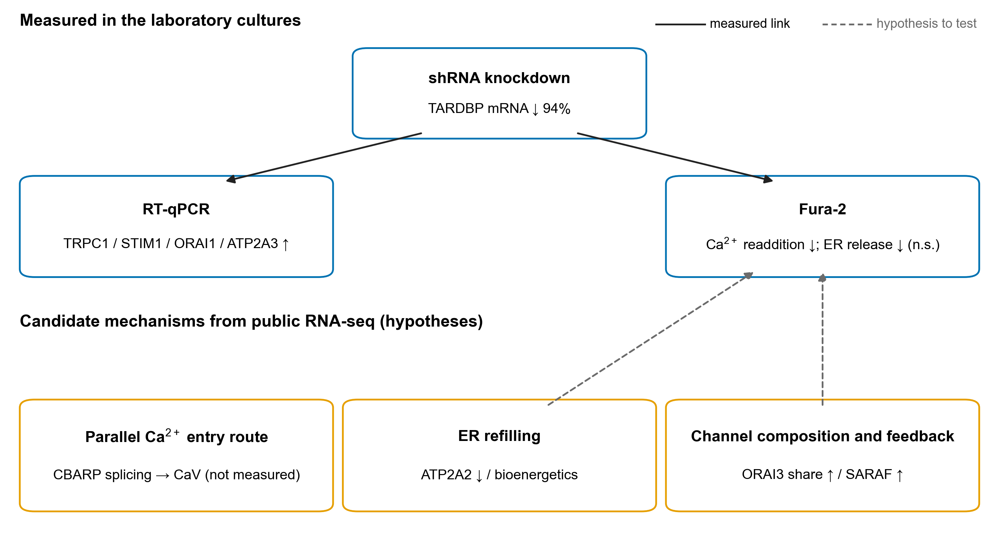 Measured in the laboratory cultures
measured link
hypothesis to test
shRNA knockdown
TARDBP mRNA ↓ 94%
RT-qPCR
TRPC1 / STIM1 / ORAI1 / ATP2A3 ↑
Fura-2
Ca²⁺ readdition ↓; ER release ↓ (n.s.)
Candidate mechanisms from public RNA-seq (hypotheses)
Parallel Ca²⁺ entry route
CBARP splicing → CaV (not measured)
ER refilling
ATP2A2 ↓ / bioenergetics
Channel composition and feedback
ORAI3 share ↑ / SARAF ↑